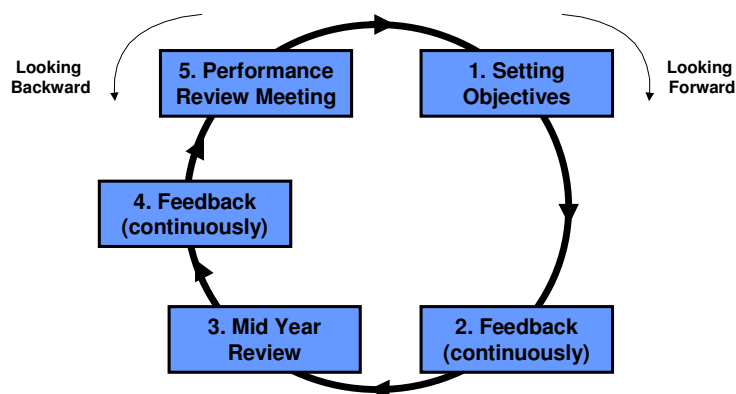 Looking
Backward
5. Performance
Review Meeting
1. Setting
Objectives
Looking
Forward
4. Feedback
(continuously)
3. Mid Year
Review
2. Feedback
(continuously)